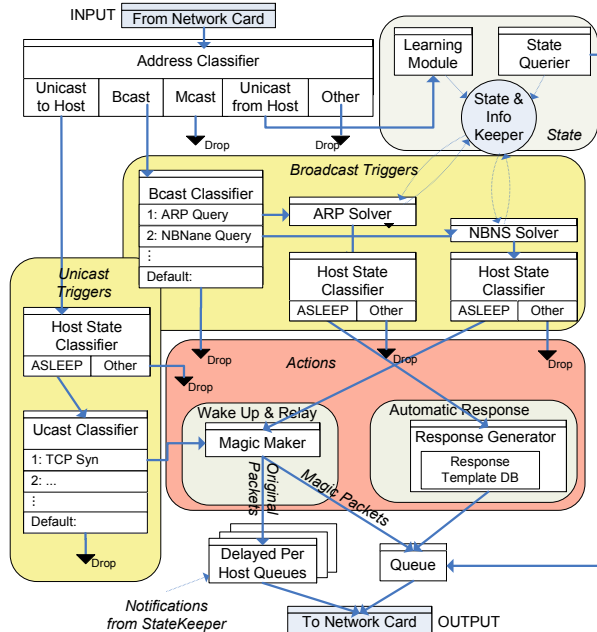 INPUT
From Network Card
Address Classifier
Unicast to Host
Bcast
Mcast
Unicast from Host
Other
Drop
Drop
Learning Module
State Querier
State & Info Keeper
State
Broadcast Triggers
Bcast Classifier
1: ARP Query
2: NBNane Query
⋮
Default:
Drop
ARP Solver
NBNS Solver
Host State Classifier
ASLEEP
Other
Drop
Host State Classifier
ASLEEP
Other
Drop
Unicast Triggers
Host State Classifier
ASLEEP
Other
Drop
Ucast Classifier
1: TCP Syn
2: ...
⋮
Default:
Drop
Actions
Wake Up & Relay
Magic Maker
Automatic Response
Response Generator
Response Template DB
Original Packets
Magic Packets
Delayed Per Host Queues
Queue
Notifications from StateKeeper
To Network Card
OUTPUT